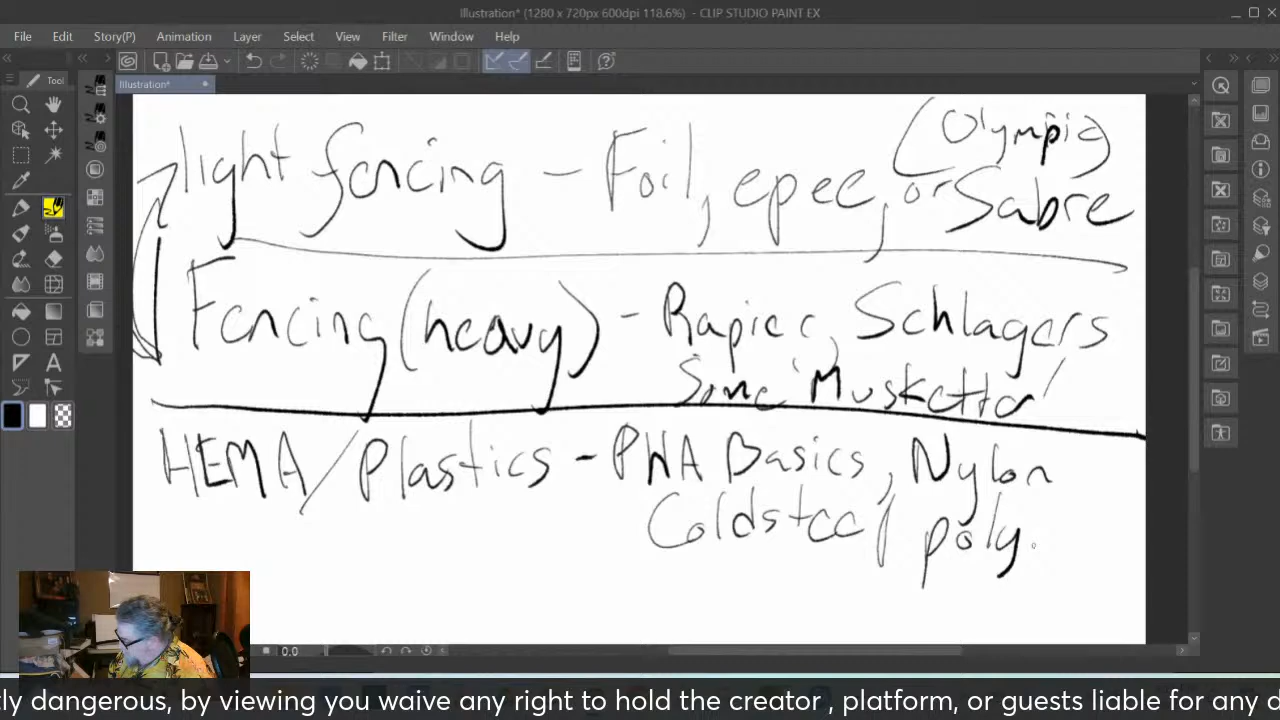 Illustration* (1280 x 720px 600dpi 118.6%) - CLIP STUDIO PAINT EX
File Edit Story(P) Animation Layer Select View Filter Window Help
Tool
Illustration*
light fencing - Foil, epee, or Sabre
(Olympic)
Fencing (heavy) - Rapier, Schlagers
Some 'Musketta'
HEMA/Plastics - PHA Basics, Nylon
Coldsteel poly.
0.0
tly dangerous, by viewing you waive any right to hold the creator , platform, or guests liable for any d